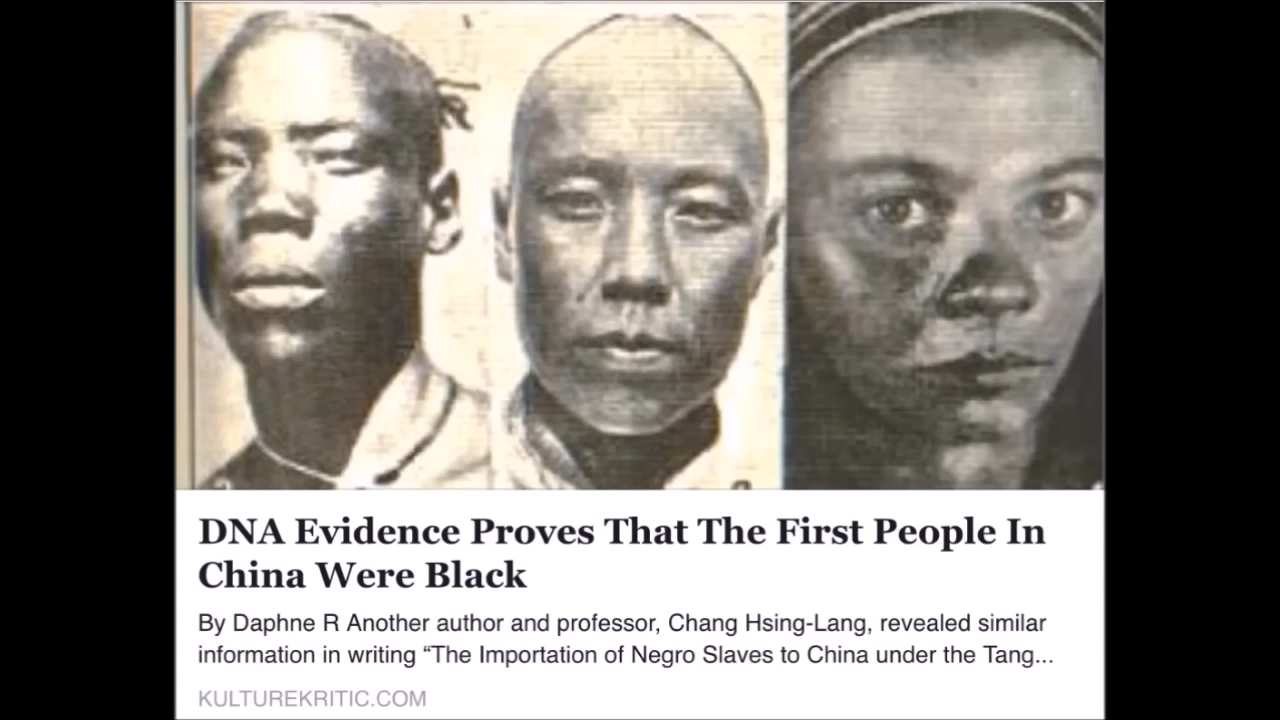 DNA Evidence Proves That The First People In
China Were Black
By Daphne R Another author and professor, Chang Hsing-Lang, revealed similar
information in writing “The Importation of Negro Slaves to China under the Tang...
KULTUREKRITIC.COM